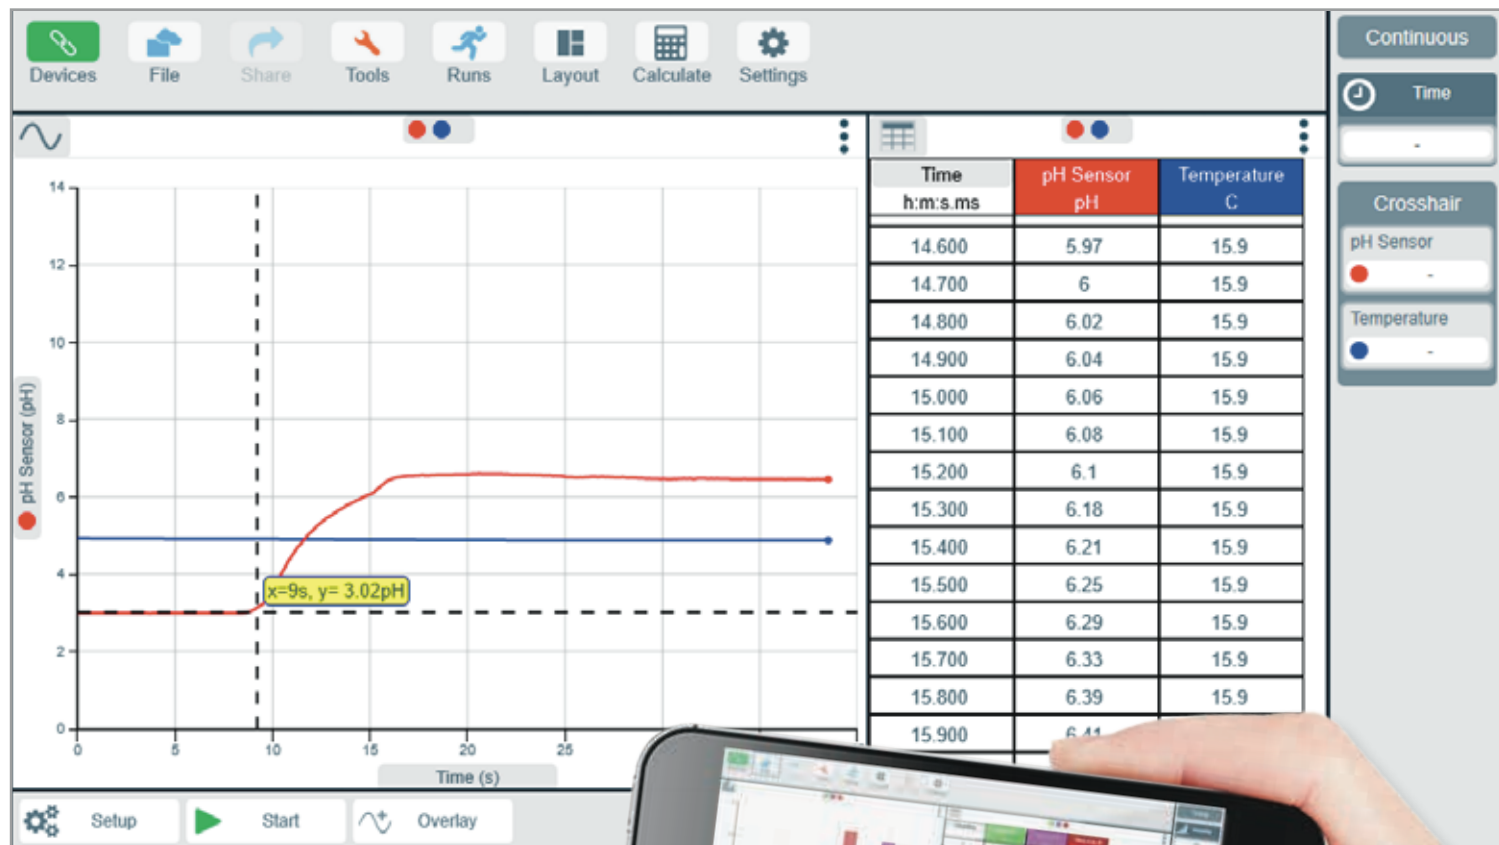 Devices
File
Share
Tools
Runs
Layout
Calculate
Settings
Continuous
Time
-
Crosshair
pH Sensor
-
Temperature
-
14
12
10
8
6
4
2
0
pH Sensor (pH)
x=9s, y= 3.02pH
0 5 10 15 20 25
Time (s)
Time pH Sensor Temperature
h:m:s.ms pH C
14.600 5.97 15.9
14.700 6 15.9
14.800 6.02 15.9
14.900 6.04 15.9
15.000 6.06 15.9
15.100 6.08 15.9
15.200 6.1 15.9
15.300 6.18 15.9
15.400 6.21 15.9
15.500 6.25 15.9
15.600 6.29 15.9
15.700 6.33 15.9
15.800 6.39 15.9
15.900 6.41
Setup
Start
Overlay